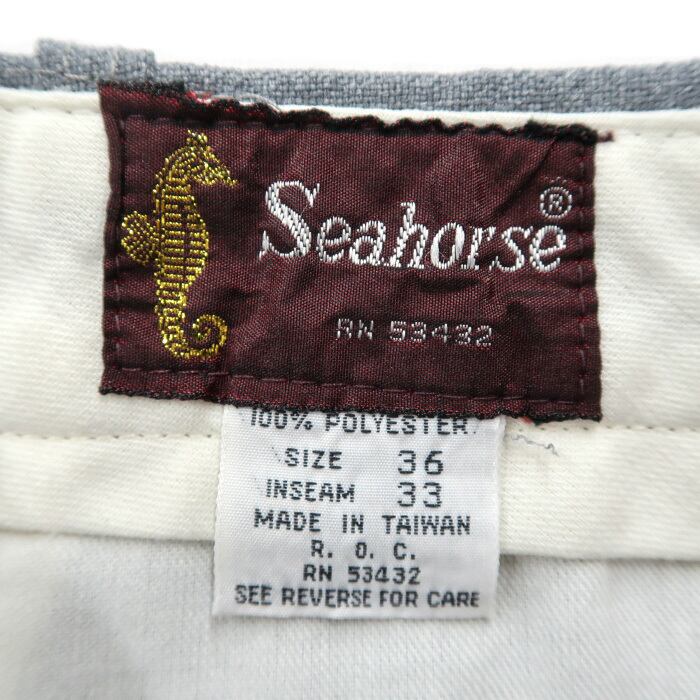 Seahorse®
RN 53432
100% POLYESTER
SIZE 36
INSEAM 33
MADE IN TAIWAN
R. O. C.
RN 53432
SEE REVERSE FOR CARE